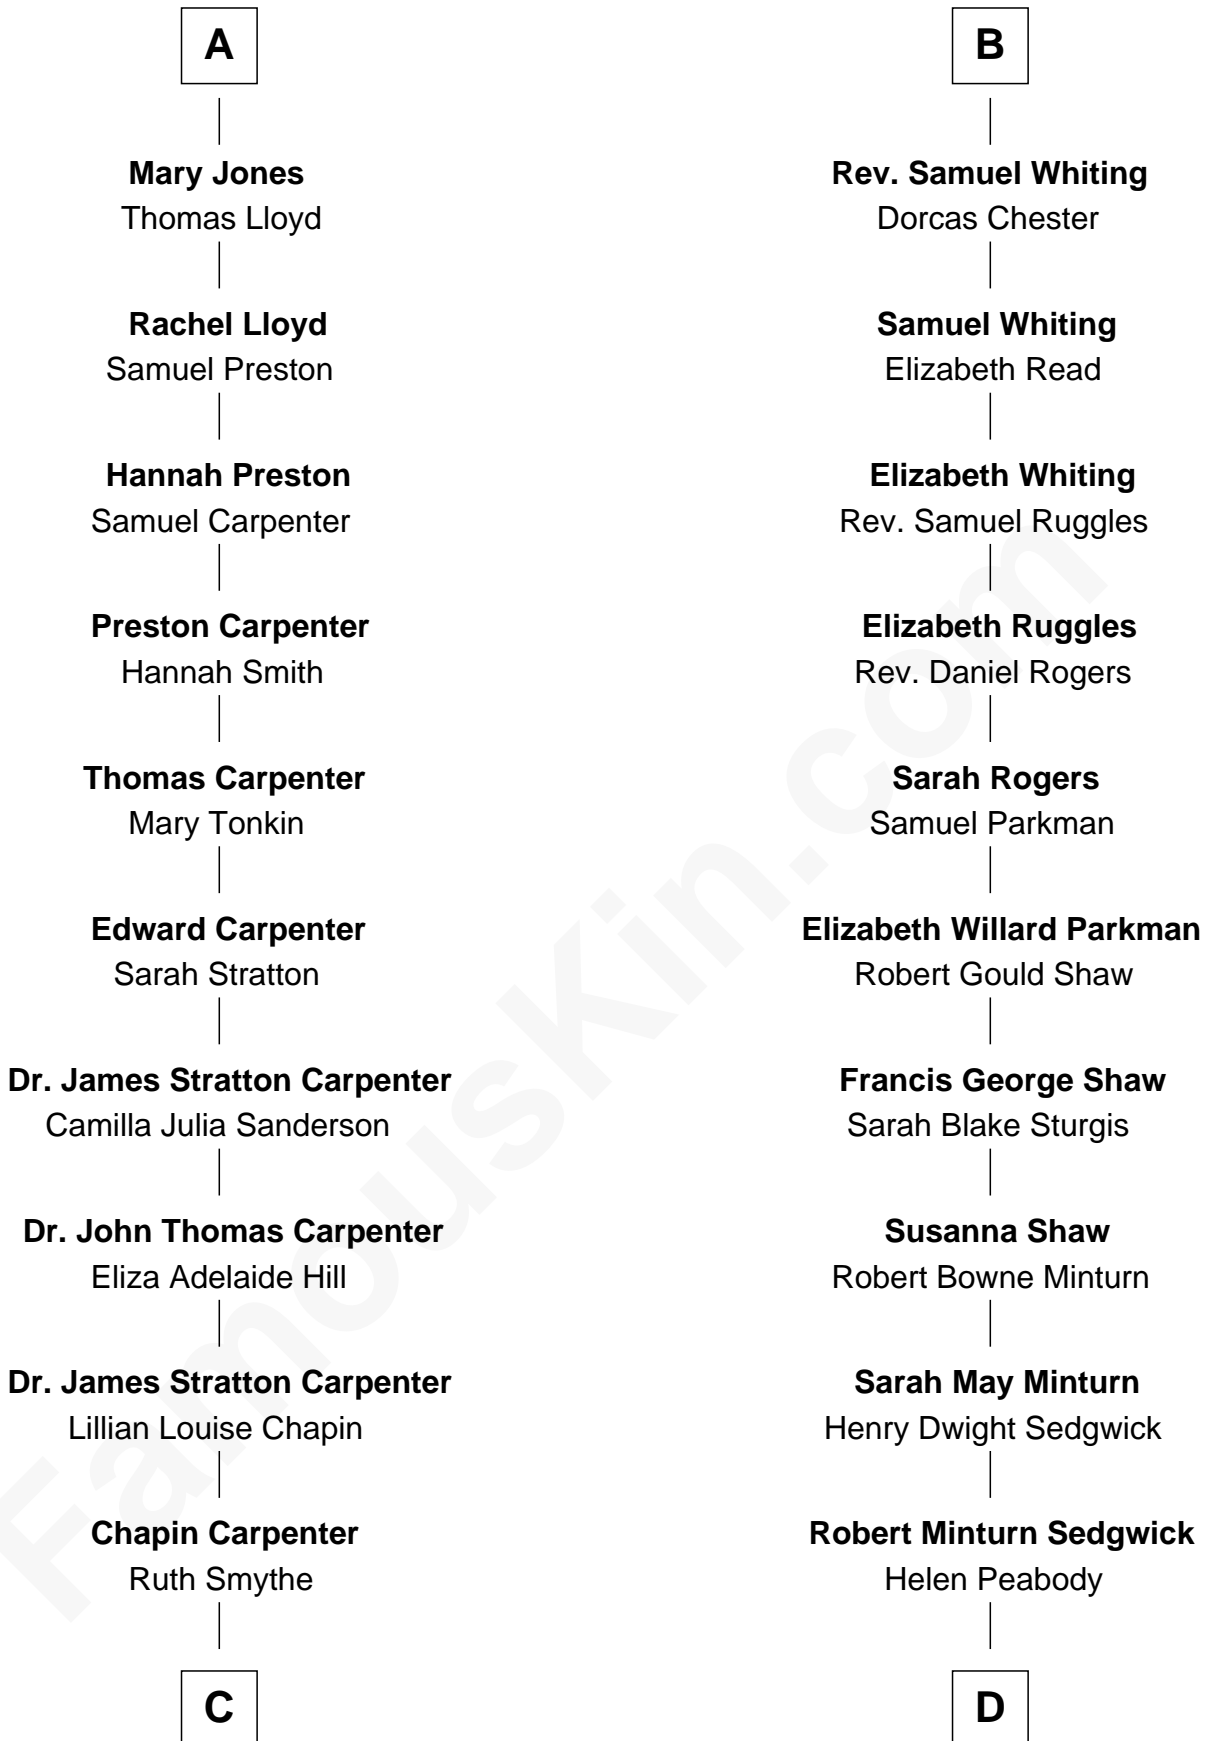 A
Mary Jones
Thomas Lloyd
Rachel Lloyd
Samuel Preston
Hannah Preston
Samuel Carpenter
Preston Carpenter
Hannah Smith
Thomas Carpenter
Mary Tonkin
Edward Carpenter
Sarah Stratton
Dr. James Stratton Carpenter
Camilla Julia Sanderson
Dr. John Thomas Carpenter
Eliza Adelaide Hill
Dr. James Stratton Carpenter
Lillian Louise Chapin
Chapin Carpenter
Ruth Smythe
C
B
Rev. Samuel Whiting
Dorcas Chester
Samuel Whiting
Elizabeth Read
Elizabeth Whiting
Rev. Samuel Ruggles
Elizabeth Ruggles
Rev. Daniel Rogers
Sarah Rogers
Samuel Parkman
Elizabeth Willard Parkman
Robert Gould Shaw
Francis George Shaw
Sarah Blake Sturgis
Susanna Shaw
Robert Bowne Minturn
Sarah May Minturn
Henry Dwight Sedgwick
Robert Minturn Sedgwick
Helen Peabody
D
FamousKin.com